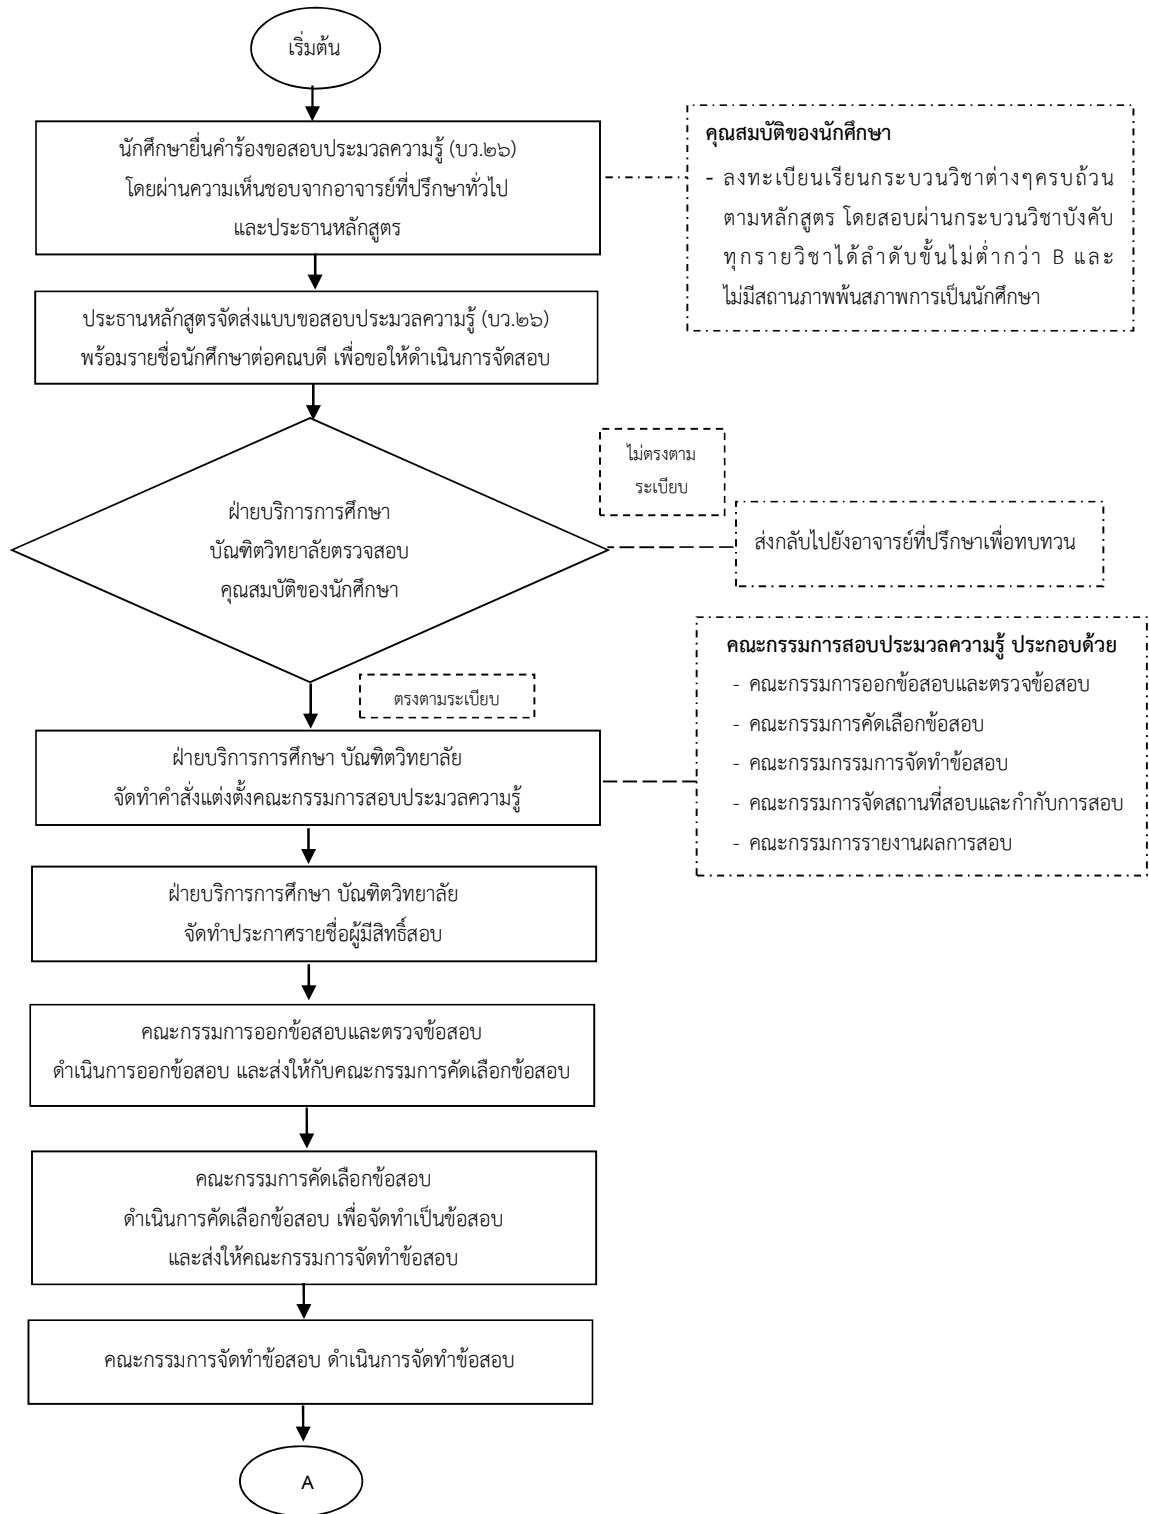 เริ่มต้น
นักศึกษายื่นคำร้องขอสอบประมวลความรู้ (บว.๒๖)
โดยผ่านความเห็นชอบจากอาจารย์ที่ปรึกษาทั่วไป
และประธานหลักสูตร
คุณสมบัติของนักศึกษา
- ลงทะเบียนเรียนกระบวนวิชาต่างๆครบถ้วน
ตามหลักสูตร โดยสอบผ่านกระบวนวิชาบังคับ
ทุกรายวิชาได้ลำดับขั้นไม่ต่ำกว่า B และ
ไม่มีสถานภาพพ้นสภาพการเป็นนักศึกษา
ประธานหลักสูตรจัดส่งแบบขอสอบประมวลความรู้ (บว.๒๖)
พร้อมรายชื่อนักศึกษาต่อคณบดี เพื่อขอให้ดำเนินการจัดสอบ
ไม่ตรงตาม
ระเบียบ
ฝ่ายบริการการศึกษา
บัณฑิตวิทยาลัยตรวจสอบ
คุณสมบัติของนักศึกษา
ส่งกลับไปยังอาจารย์ที่ปรึกษาเพื่อทบทวน
ตรงตามระเบียบ
คณะกรรมการสอบประมวลความรู้ ประกอบด้วย
- คณะกรรมการออกข้อสอบและตรวจข้อสอบ
- คณะกรรมการคัดเลือกข้อสอบ
- คณะกรรมกรรมการจัดทำข้อสอบ
- คณะกรรมการจัดสถานที่สอบและกำกับการสอบ
- คณะกรรมการรายงานผลการสอบ
ฝ่ายบริการการศึกษา บัณฑิตวิทยาลัย
จัดทำคำสั่งแต่งตั้งคณะกรรมการสอบประมวลความรู้
ฝ่ายบริการการศึกษา บัณฑิตวิทยาลัย
จัดทำประกาศรายชื่อผู้มีสิทธิ์สอบ
คณะกรรมการออกข้อสอบและตรวจข้อสอบ
ดำเนินการออกข้อสอบ และส่งให้กับคณะกรรมการคัดเลือกข้อสอบ
คณะกรรมการคัดเลือกข้อสอบ
ดำเนินการคัดเลือกข้อสอบ เพื่อจัดทำเป็นข้อสอบ
และส่งให้คณะกรรมการจัดทำข้อสอบ
คณะกรรมการจัดทำข้อสอบ ดำเนินการจัดทำข้อสอบ
A